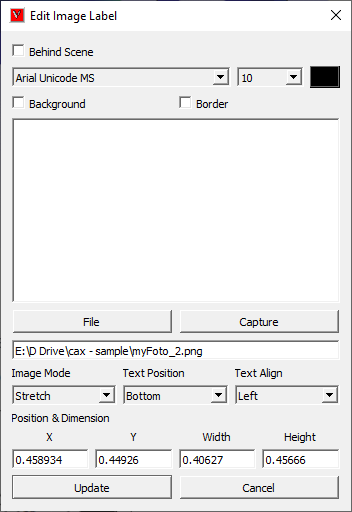 Edit Image Label
Behind Scene
Arial Unicode MS 10
Background Border
File Capture
E:\D Drive\cax - sample\myFoto_2.png
Image Mode Text Position Text Align
Stretch Bottom Left
Position & Dimension
X Y Width Height
0.458934 0.44926 0.40627 0.45666
Update Cancel